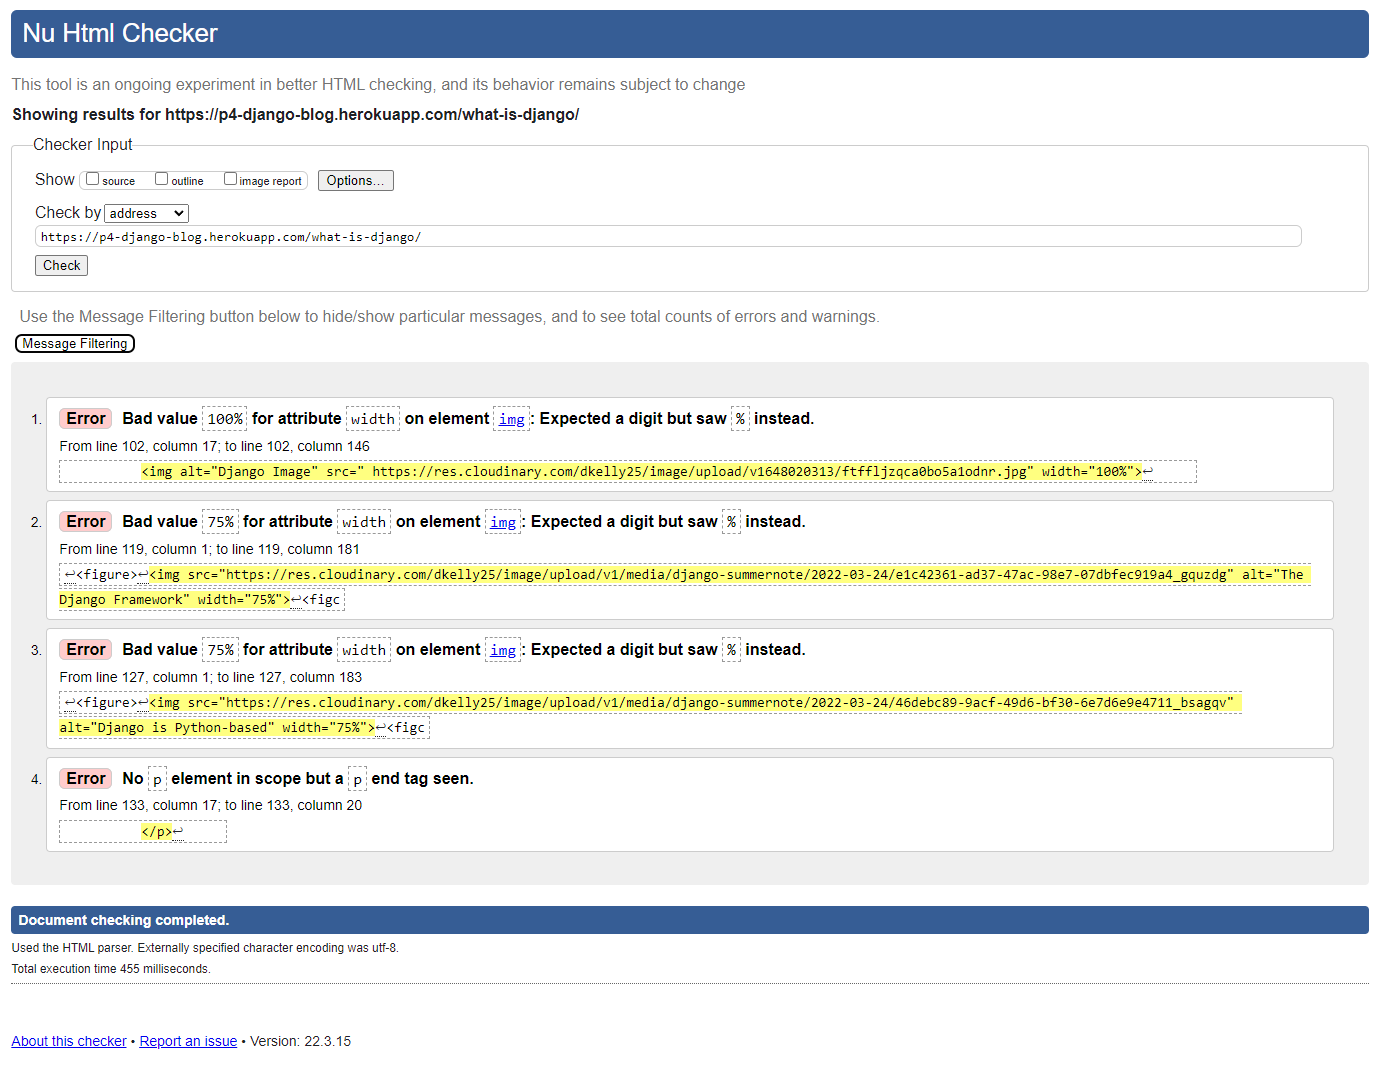 Nu Html Checker
This tool is an ongoing experiment in better HTML checking, and its behavior remains subject to change
Showing results for https://p4-django-blog.herokuapp.com/what-is-django/
Checker Input
Show source outline image report Options...
Check by address
https://p4-django-blog.herokuapp.com/what-is-django/
Check
Use the Message Filtering button below to hide/show particular messages, and to see total counts of errors and warnings.
Message Filtering
1. Error Bad value 100% for attribute width on element img: Expected a digit but saw % instead.
From line 102, column 17; to line 102, column 146
<img alt="Django Image" src=" https://res.cloudinary.com/dkelly25/image/upload/v1648020313/ftffljzqca0bo5a1odnr.jpg" width="100%">↩
2. Error Bad value 75% for attribute width on element img: Expected a digit but saw % instead.
From line 119, column 1; to line 119, column 181
↩<figure>↩<img src="https://res.cloudinary.com/dkelly25/image/upload/v1/media/django-summernote/2022-03-24/e1c42361-ad37-47ac-98e7-07dbfec919a4_gquzdg" alt="The
Django Framework" width="75%">↩<figc
3. Error Bad value 75% for attribute width on element img: Expected a digit but saw % instead.
From line 127, column 1; to line 127, column 183
↩<figure>↩<img src="https://res.cloudinary.com/dkelly25/image/upload/v1/media/django-summernote/2022-03-24/46debc89-9acf-49d6-bf30-6e7d6e9e4711_bsagqv"
alt="Django is Python-based" width="75%">↩<figc
4. Error No p element in scope but a p end tag seen.
From line 133, column 17; to line 133, column 20
</p>↩
Document checking completed.
Used the HTML parser. Externally specified character encoding was utf-8.
Total execution time 455 milliseconds.
About this checker • Report an issue • Version: 22.3.15